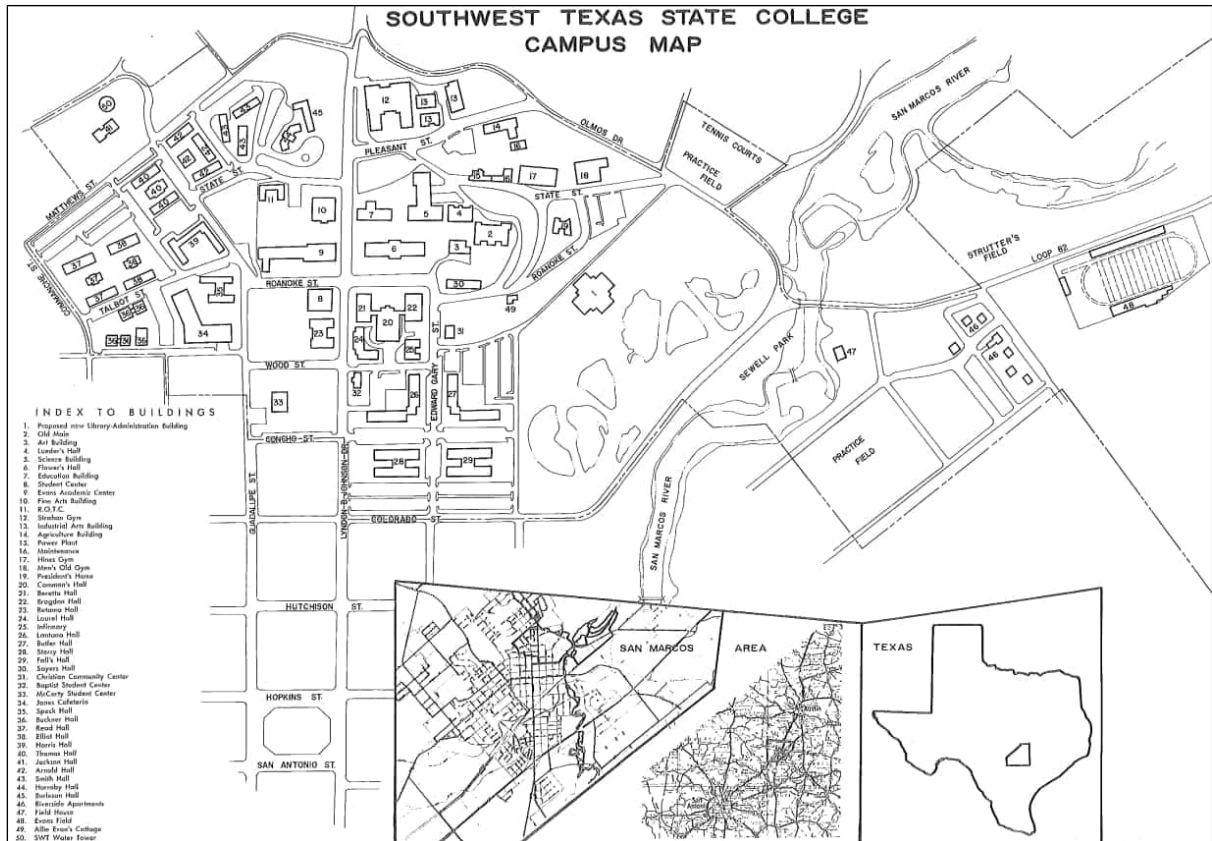 SOUTHWEST TEXAS STATE COLLEGE
CAMPUS MAP
SAN MARCOS RIVER
TENNIS COURTS
PRACTICE FIELD
OLMOS DR
PLEASANT ST.
STATE ST.
STATE ST.
MATTHEWS ST.
COMMANCHE ST.
TALBOT ST
ROANOKE ST.
ROANOKE ST.
STRUTTER'S FIELD
LOOP 82
SEWELL PARK
PRACTICE FIELD
SAN MARCOS RIVER
WOOD ST.
EDWARD GARY ST.
CONCHO ST.
GUADALUPE ST.
LYNDON B JOHNSON DR
COLORADO ST.
HUTCHISON ST.
HOPKINS ST.
SAN ANTONIO ST.
INDEX TO BUILDINGS
1. Proposed new Library-Administration Building
2. Old Main
3. Art Building
4. Lueder's Hall
5. Science Building
6. Flower's Hall
7. Education Building
8. Student Center
9. Evans Academic Center
10. Fine Arts Building
11. R.O.T.C.
12. Strahan Gym
13. Industrial Arts Building
14. Agriculture Building
15. Power Plant
16. Maintenance
17. Hines Gym
18. Men's Old Gym
19. President's Home
20. Common's Hall
21. Beretta Hall
22. Brogdon Hall
23. Retama Hall
24. Laurel Hall
25. Infirmary
26. Lantana Hall
27. Butler Hall
28. Sterry Hall
29. Fall's Hall
30. Sayers Hall
31. Christian Community Center
32. Baptist Student Center
33. McCarty Student Center
34. Jones Cafeteria
35. Speck Hall
36. Buckner Hall
37. Read Hall
38. Elliot Hall
39. Harris Hall
40. Thomas Hall
41. Jackson Hall
42. Arnold Hall
43. Smith Hall
44. Hornsby Hall
45. Burleson Hall
46. Riverside Apartments
47. Field House
48. Evans Field
49. Allie Evan's Cottage
50. SWT Water Tower
SAN MARCOS AREA
TEXAS
Austin
San Antonio